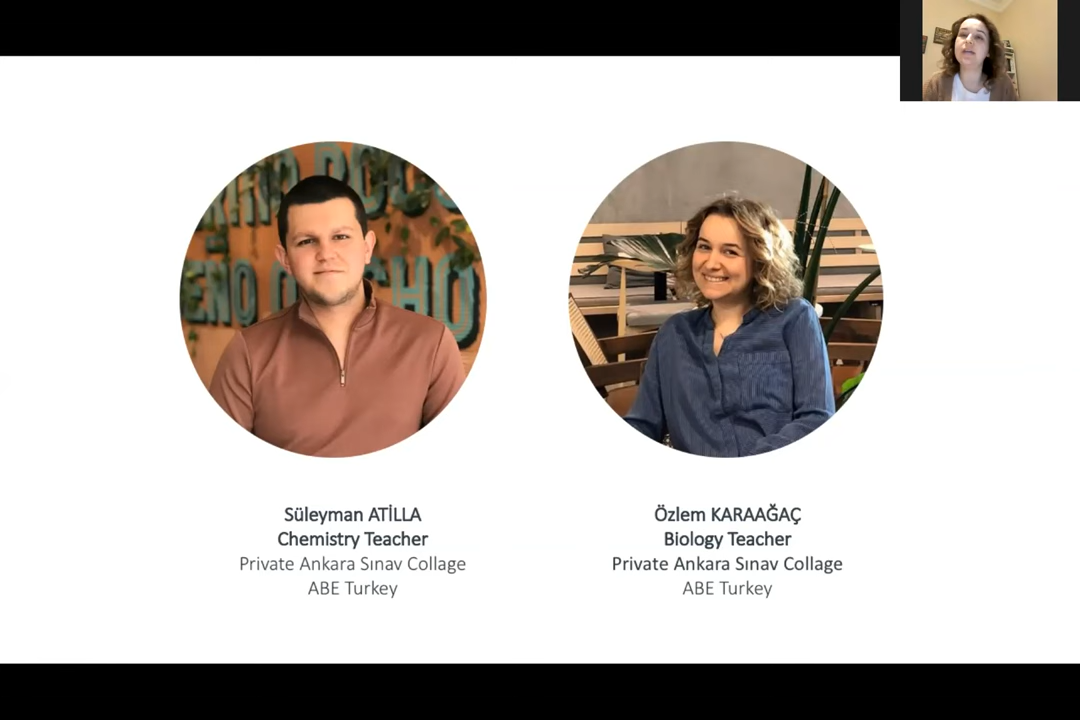 Süleyman ATİLLA
Chemistry Teacher
Private Ankara Sınav Collage
ABE Turkey
Özlem KARAAĞAÇ
Biology Teacher
Private Ankara Sınav Collage
ABE Turkey